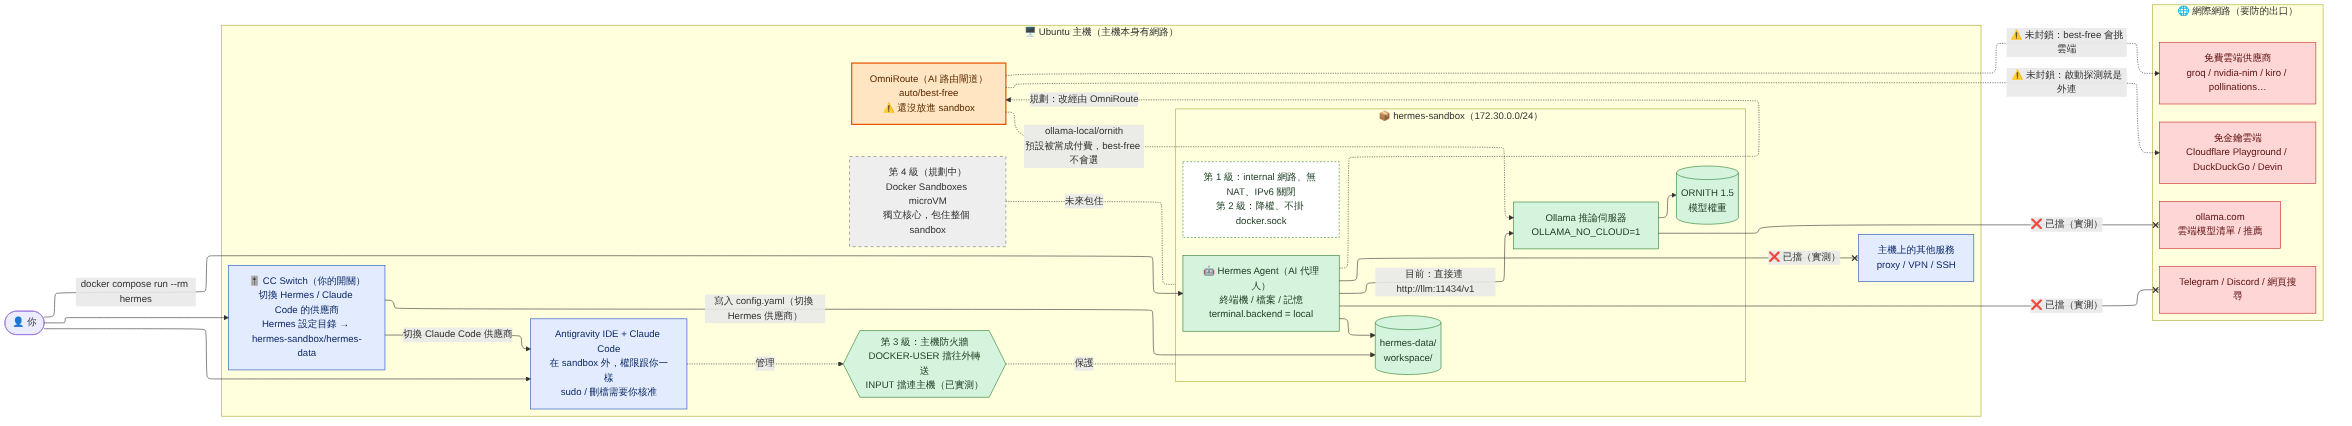 🌐 網際網路（要防的出口）
🖥️ Ubuntu 主機（主機本身有網路）
⚠️ 未封鎖：best-free 會挑
雲端
免費雲端供應商
groq / nvidia-nim / kiro /
pollinations…
OmniRoute（AI 路由閘道）
auto/best-free
⚠️ 還沒放進 sandbox
⚠️ 未封鎖：啟動探測就是
外連
規劃：改經由 OmniRoute
📦 hermes-sandbox（172.30.0.0/24）
ollama-local/ornith
預設被當成付費，best-free
不會選
免金鑰雲端
Cloudflare Playground /
DuckDuckGo / Devin
第 4 級（規劃中）
Docker Sandboxes
microVM
獨立核心，包住整個
sandbox
未來包住
第 1 級：internal 網路、無
NAT、IPv6 關閉
第 2 級：降權、不掛
docker.sock
ORNITH 1.5
模型權重
Ollama 推論伺服器
OLLAMA_NO_CLOUD=1
❌ 已擋（實測）
ollama.com
雲端模型清單 / 推薦
主機上的其他服務
proxy / VPN / SSH
❌ 已擋（實測）
🤖 Hermes Agent（AI 代理
人）
終端機 / 檔案 / 記憶
terminal.backend = local
目前：直接連
http://llm:11434/v1
❌ 已擋（實測）
Telegram / Discord / 網頁搜
尋
docker compose run --rm
hermes
👤 你
🎚️ CC Switch（你的開關）
切換 Hermes / Claude
Code 的供應商
Hermes 設定目錄 →
hermes-sandbox/hermes-
data
寫入 config.yaml（切換
Hermes 供應商）
切換 Claude Code 供應商
Antigravity IDE + Claude
Code
在 sandbox 外，權限跟你一
樣
sudo / 刪檔需要你核准
管理
第 3 級：主機防火牆
DOCKER-USER 擋往外轉
送
INPUT 擋連主機（已實測）
保護
hermes-data/
workspace/